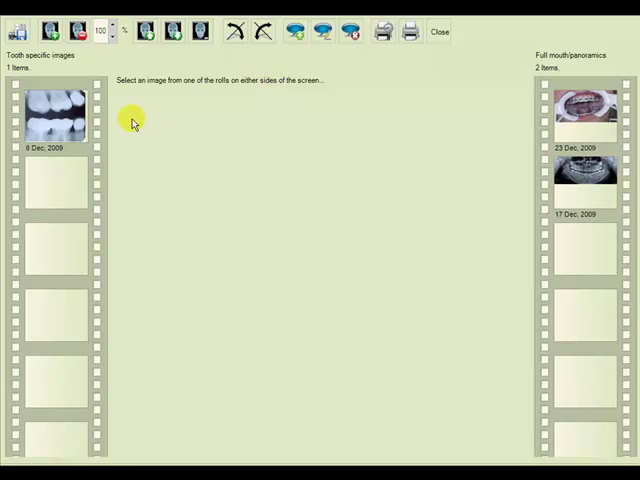 100 % Close
Tooth specific images
1 Items.
Select an image from one of the rolls on either sides of the screen...
8 Dec, 2009
Full mouth/panoramics
2 Items.
23 Dec, 2009
17 Dec, 2009